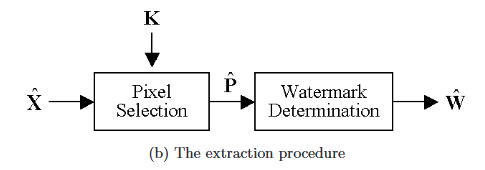 K
X̂
Pixel
Selection
P̂
Watermark
Determination
Ŵ
(b) The extraction procedure